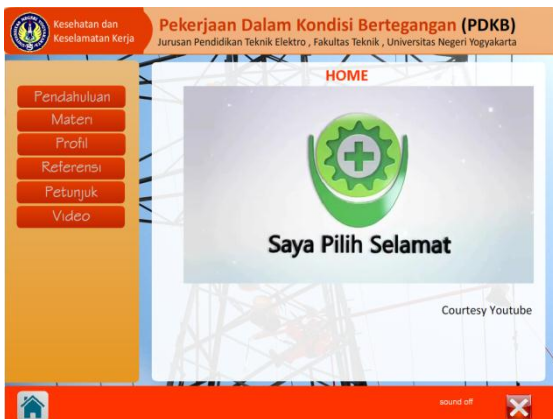 Kesehatan dan
Keselamatan Kerja
Pekerjaan Dalam Kondisi Bertegangan (PDKB)
Jurusan Pendidikan Teknik Elektro , Fakultas Teknik , Universitas Negeri Yogyakarta
HOME
Pendahuluan
Materi
Profil
Referensi
Petunjuk
Video
Saya Pilih Selamat
Courtesy Youtube
sound off